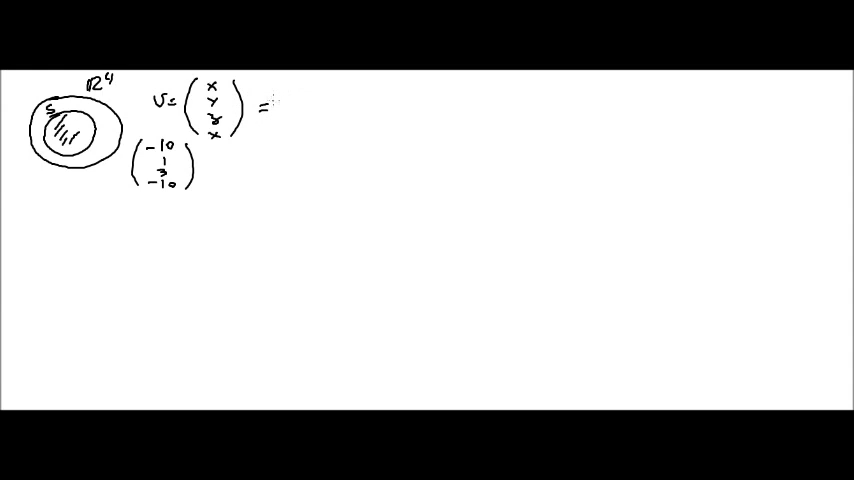 ℝ⁴
S
v = ( x y z x ) =
( -10 1 3 -10 )